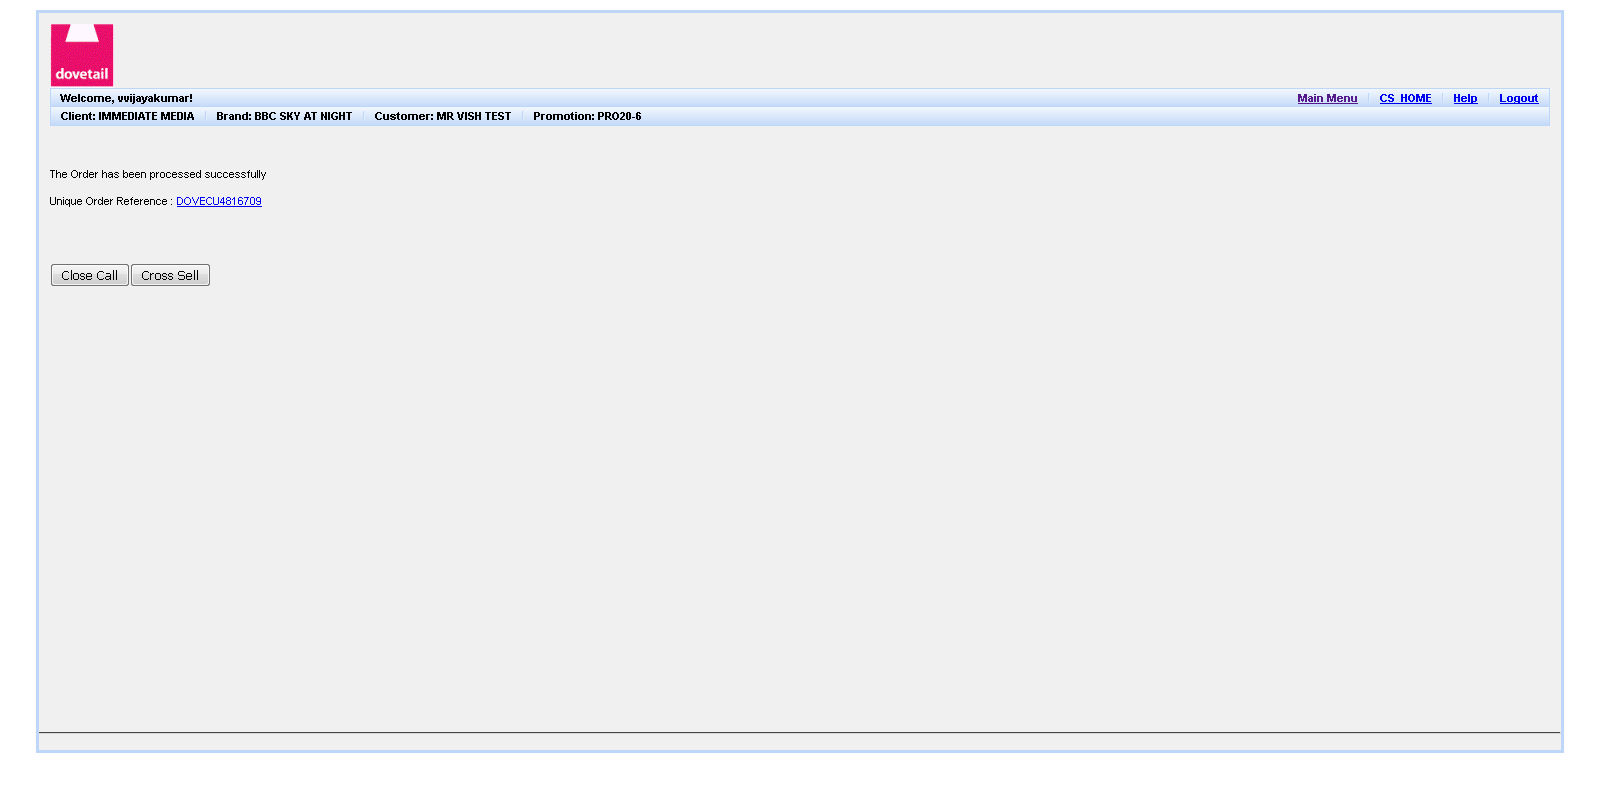 dovetail
Welcome, vvijayakumar!
Main Menu CS_HOME Help Logout
Client: IMMEDIATE MEDIA Brand: BBC SKY AT NIGHT Customer: MR VISH TEST Promotion: PRO20-6
The Order has been processed successfully
Unique Order Reference : DOVECU4816709
Close Call Cross Sell